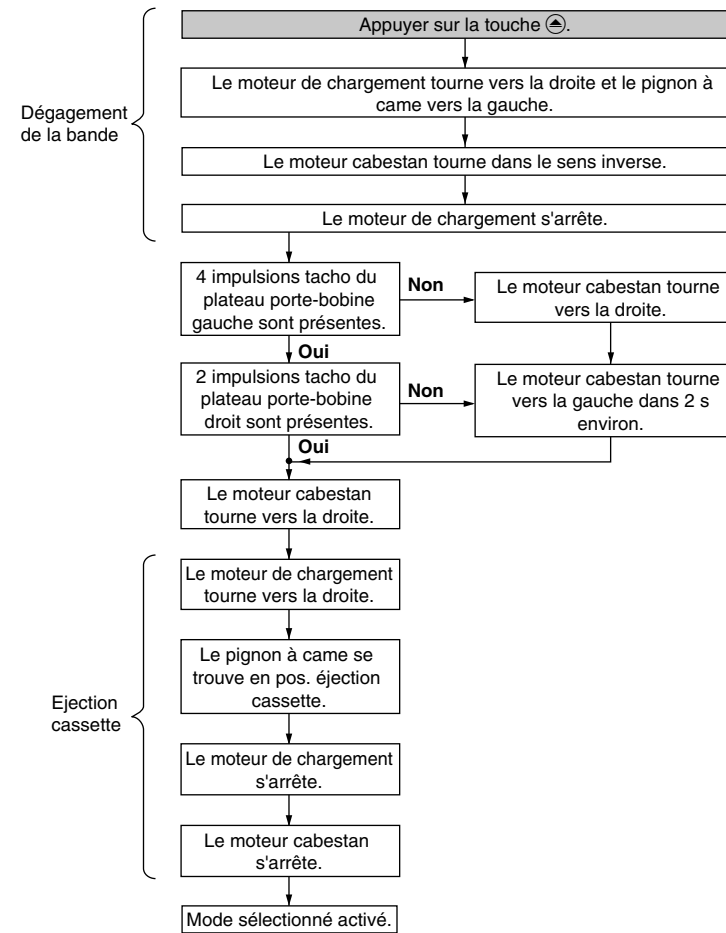 Appuyer sur la touche ⏏.
Le moteur de chargement tourne vers la droite et le pignon à
came vers la gauche.
Dégagement
de la bande
Le moteur cabestan tourne dans le sens inverse.
Le moteur de chargement s'arrête.
4 impulsions tacho du
plateau porte-bobine
gauche sont présentes.
Non
Le moteur cabestan tourne
vers la droite.
Oui
2 impulsions tacho du
plateau porte-bobine
droit sont présentes.
Non
Le moteur cabestan tourne
vers la gauche dans 2 s
environ.
Oui
Le moteur cabestan
tourne vers la droite.
Le moteur de chargement
tourne vers la droite.
Le pignon à came se
trouve en pos. éjection
cassette.
Ejection
cassette
Le moteur de chargement
s'arrête.
Le moteur cabestan
s'arrête.
Mode sélectionné activé.